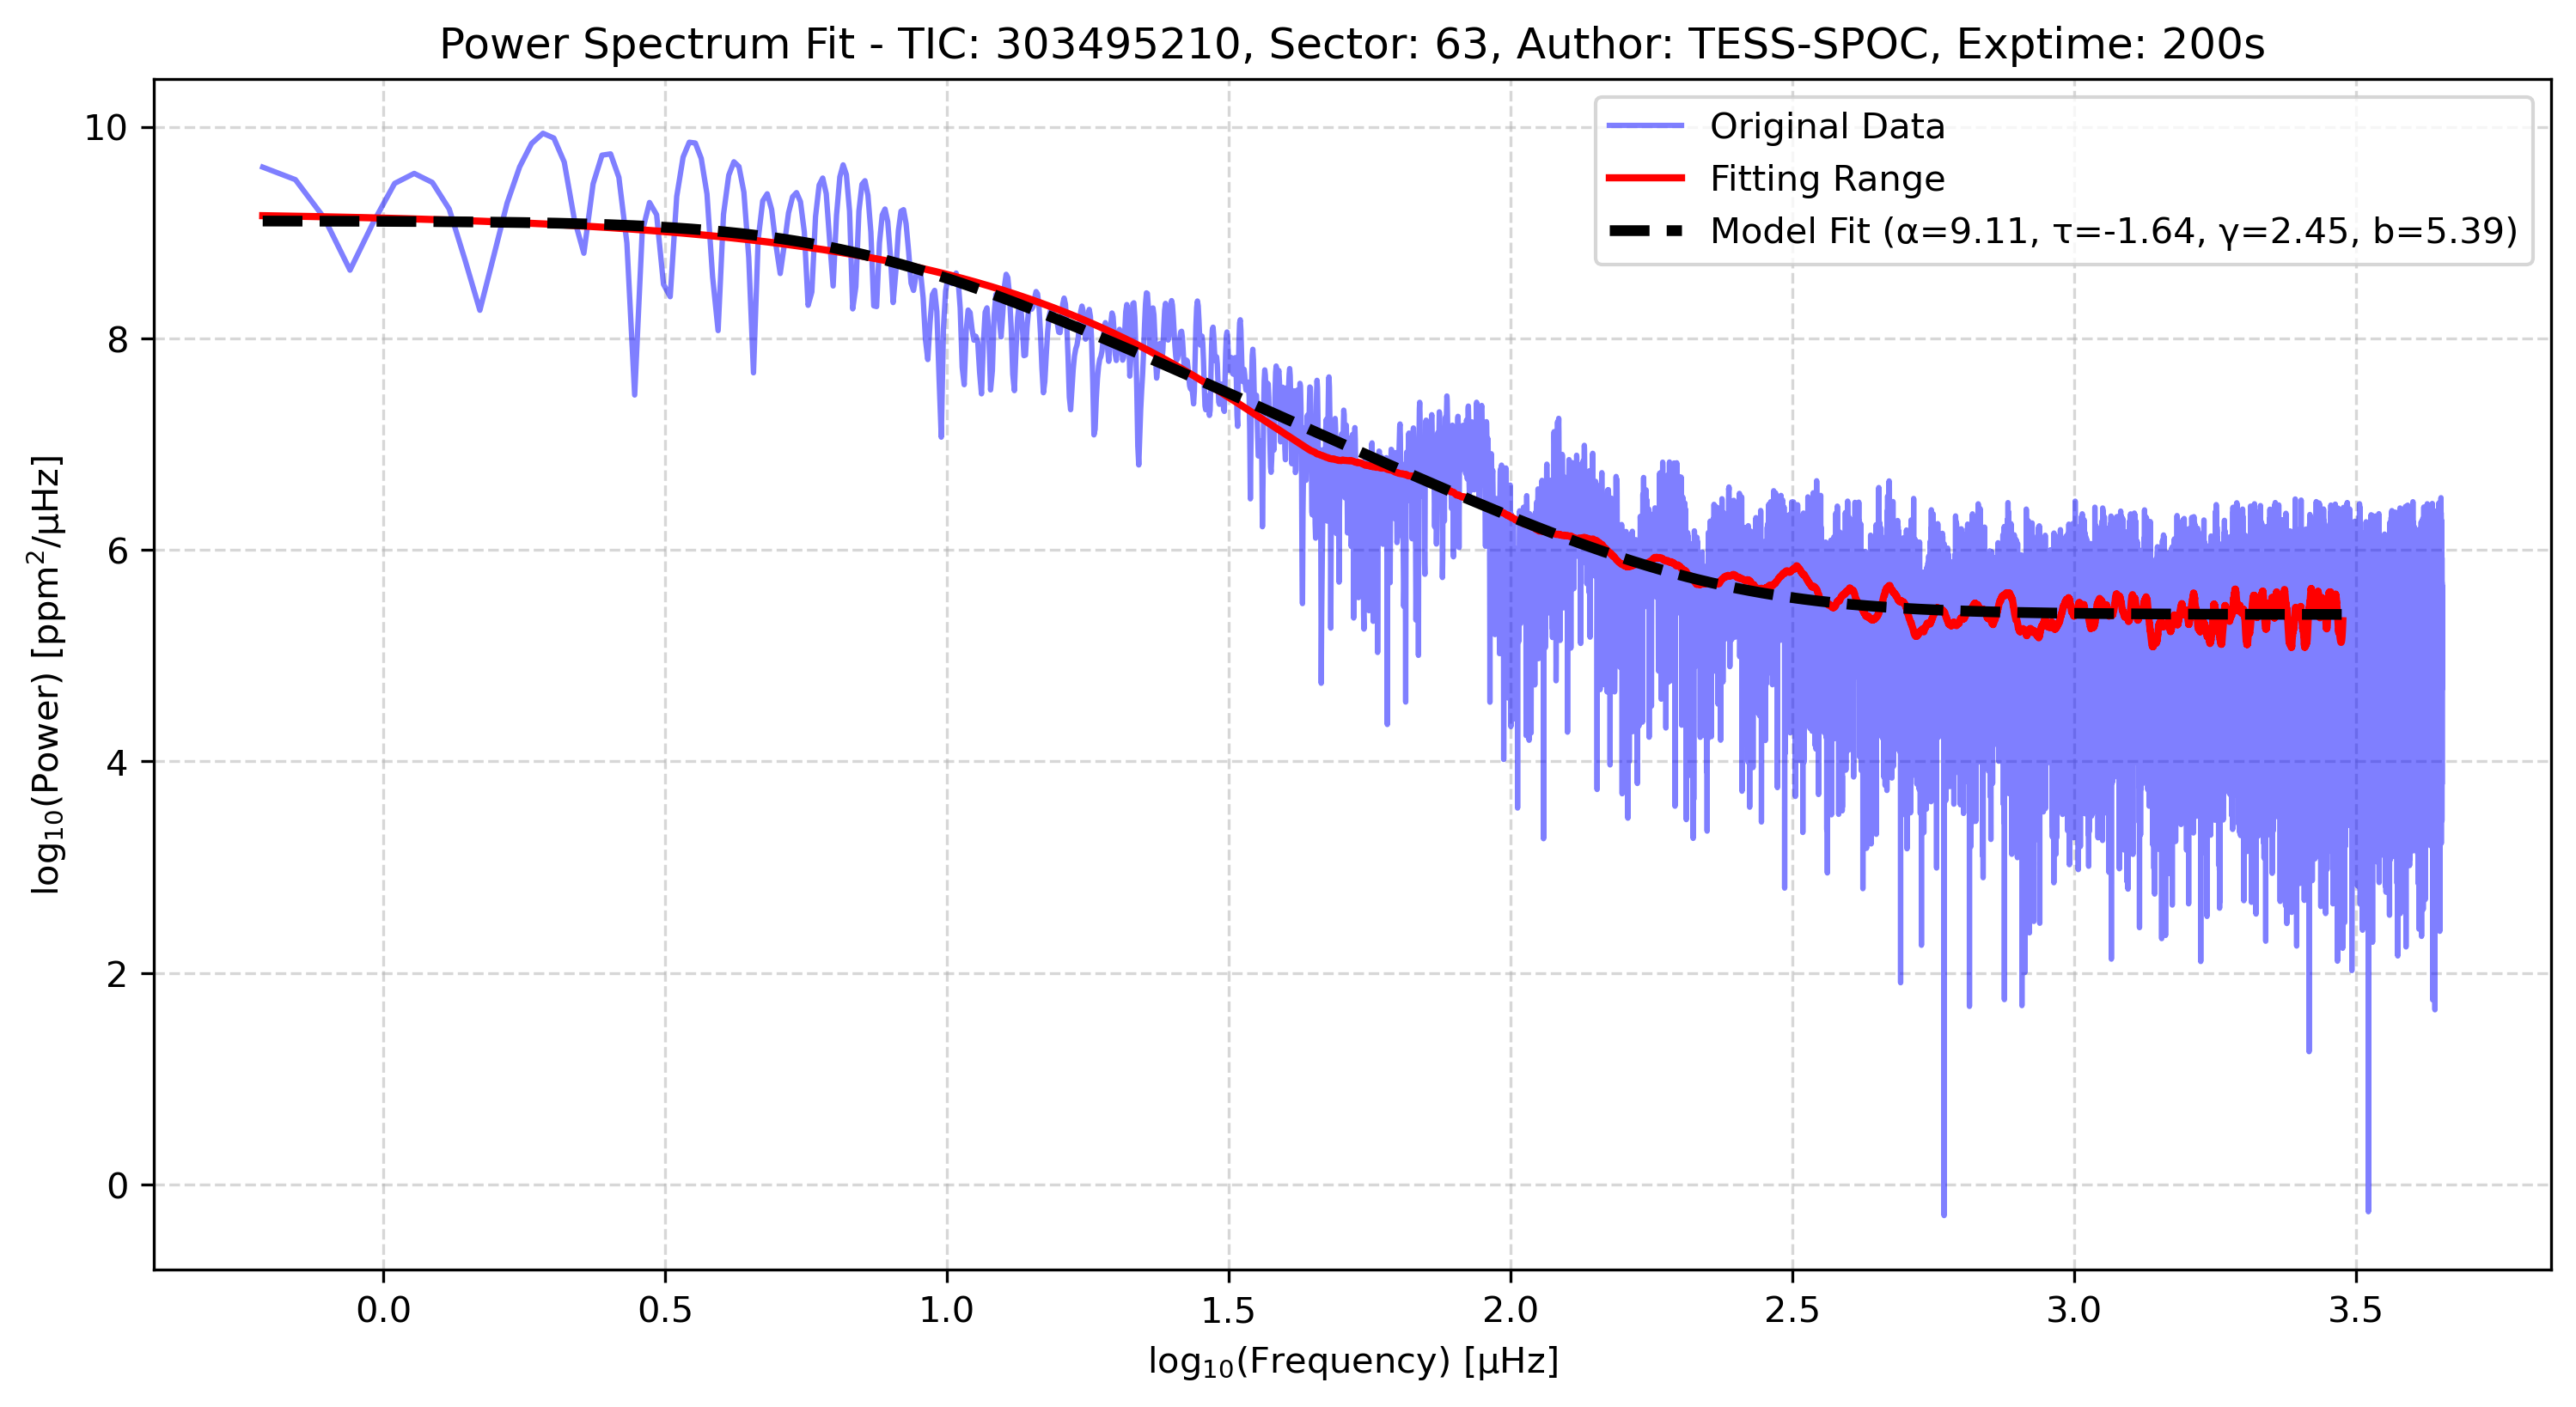 Power Spectrum Fit - TIC: 303495210, Sector: 63, Author: TESS-SPOC, Exptime: 200s
Original Data
Fitting Range
Model Fit (α=9.11, τ=-1.64, γ=2.45, b=5.39)
log₁₀(Power) [ppm²/μHz]
10
8
6
4
2
0
0.0 0.5 1.0 1.5 2.0 2.5 3.0 3.5
log₁₀(Frequency) [μHz]